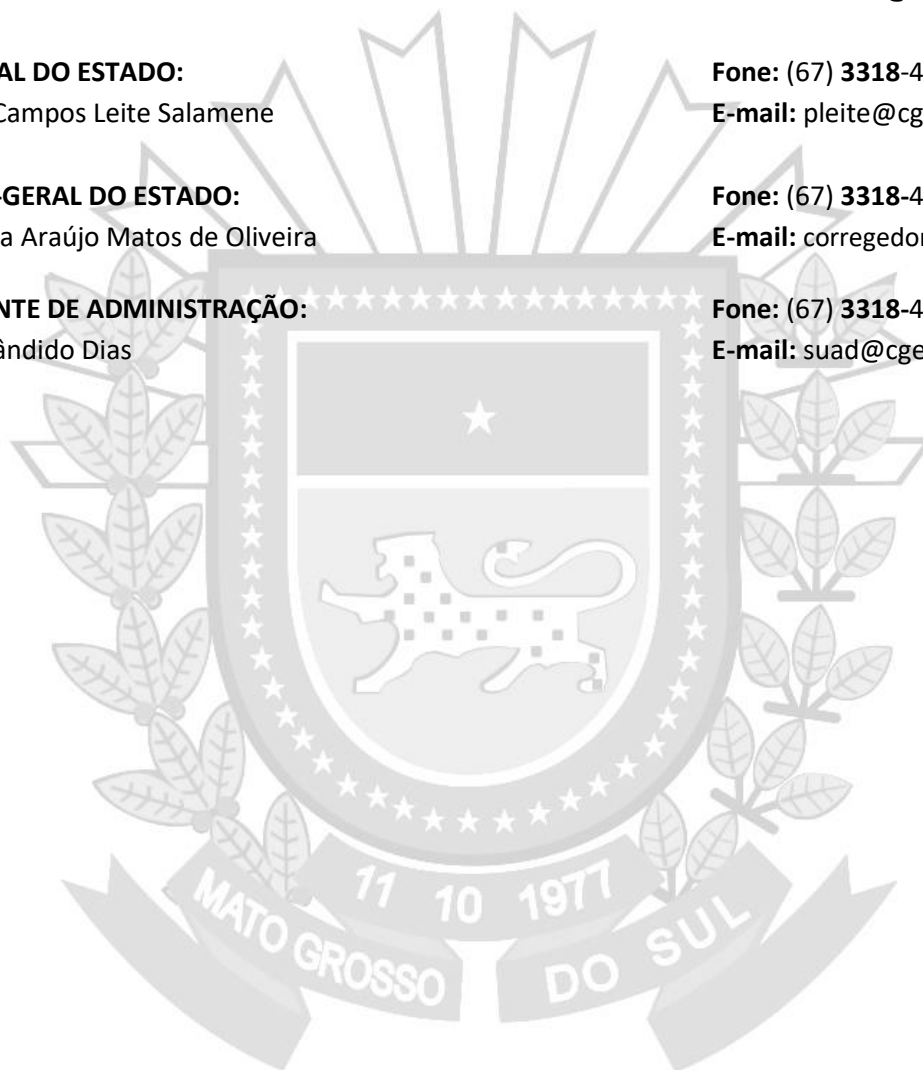 AL DO ESTADO: Fone: (67) 3318-4
Campos Leite Salamene E-mail: pleite@cg
-GERAL DO ESTADO: Fone: (67) 3318-4
a Araújo Matos de Oliveira E-mail: corregedor
NTE DE ADMINISTRAÇÃO: Fone: (67) 3318-4
ândido Dias E-mail: suad@cge
11 10 1977
MATO GROSSO DO SUL